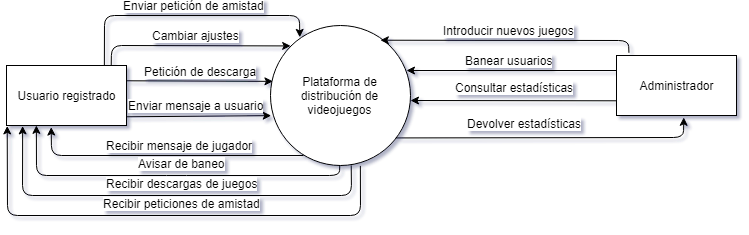 Enviar petición de amistad
Cambiar ajustes
Petición de descarga
Enviar mensaje a usuario
Usuario registrado
Recibir mensaje de jugador
Avisar de baneo
Recibir descargas de juegos
Recibir peticiones de amistad
Plataforma de
distribución de
videojuegos
Introducir nuevos juegos
Banear usuarios
Consultar estadísticas
Devolver estadísticas
Administrador